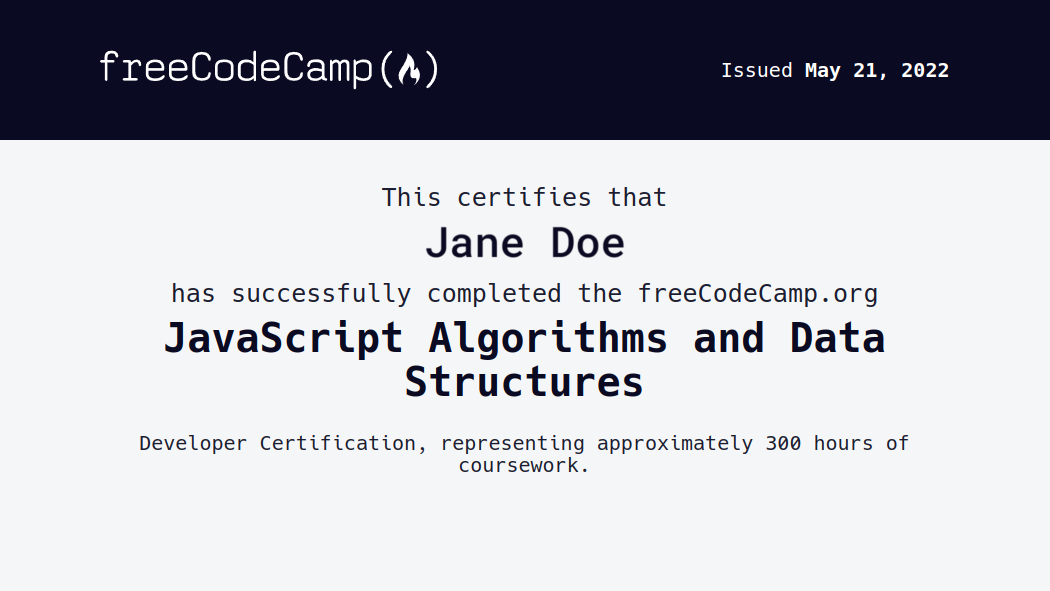 freeCodeCamp(🔥)
Issued May 21, 2022
This certifies that
Jane Doe
has successfully completed the freeCodeCamp.org
JavaScript Algorithms and Data
Structures
Developer Certification, representing approximately 300 hours of
coursework.